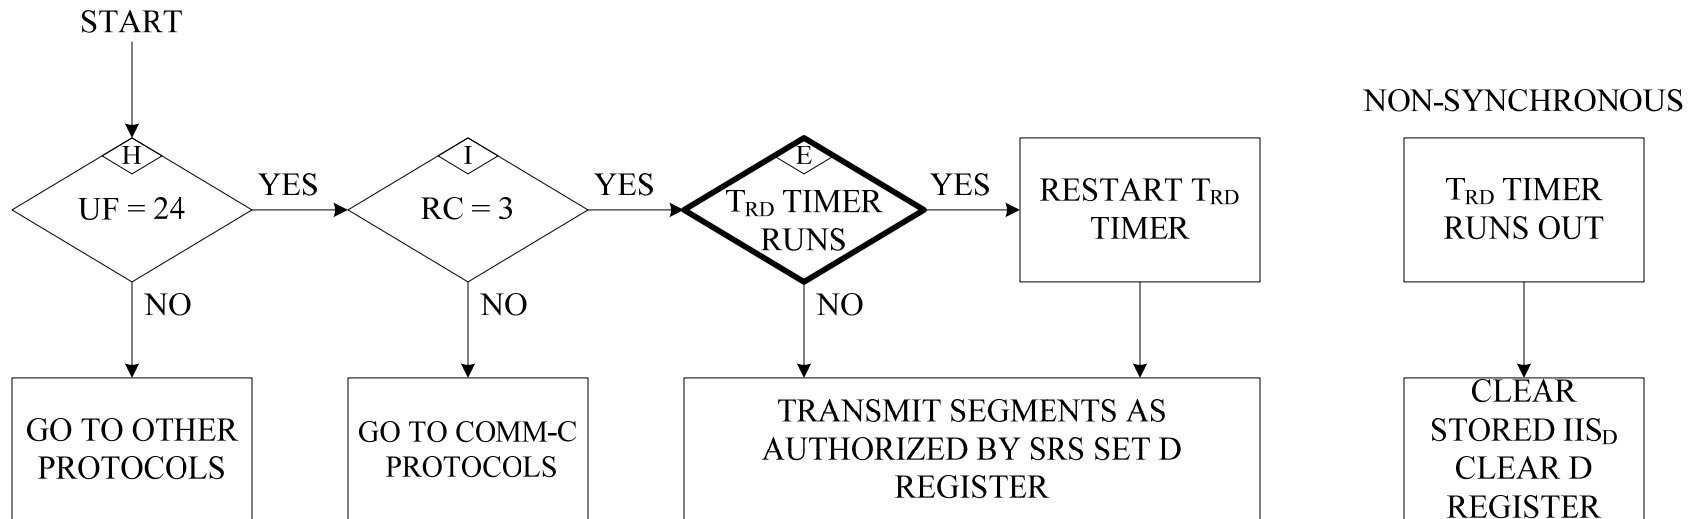 START
NON-SYNCHRONOUS
H
UF = 24
YES
NO
I
RC = 3
YES
NO
E
TRD TIMER
RUNS
YES
NO
RESTART TRD
TIMER
TRD TIMER
RUNS OUT
GO TO OTHER
PROTOCOLS
GO TO COMM-C
PROTOCOLS
TRANSMIT SEGMENTS AS
AUTHORIZED BY SRS SET D
REGISTER
CLEAR
STORED IISD
CLEAR D
REGISTER